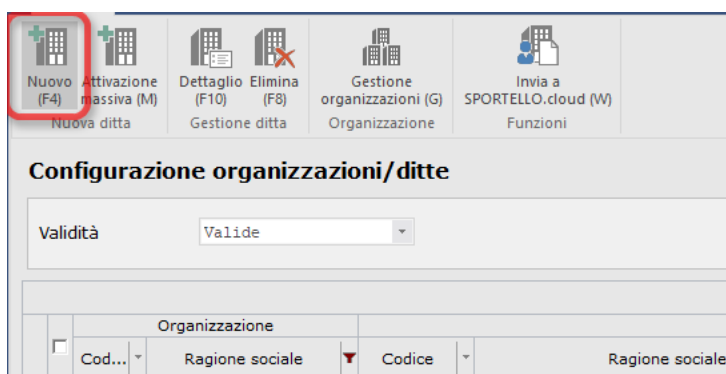 Nuovo Attivazione Dettaglio Elimina Gestione Invia a
(F4) massiva (M) (F10) (F8) organizzazioni (G) SPORTELLO.cloud (W)
Nuova ditta Gestione ditta Organizzazione Funzioni
Configurazione organizzazioni/ditte
Validità Valide
Organizzazione
Cod... Ragione sociale Codice Ragione sociale